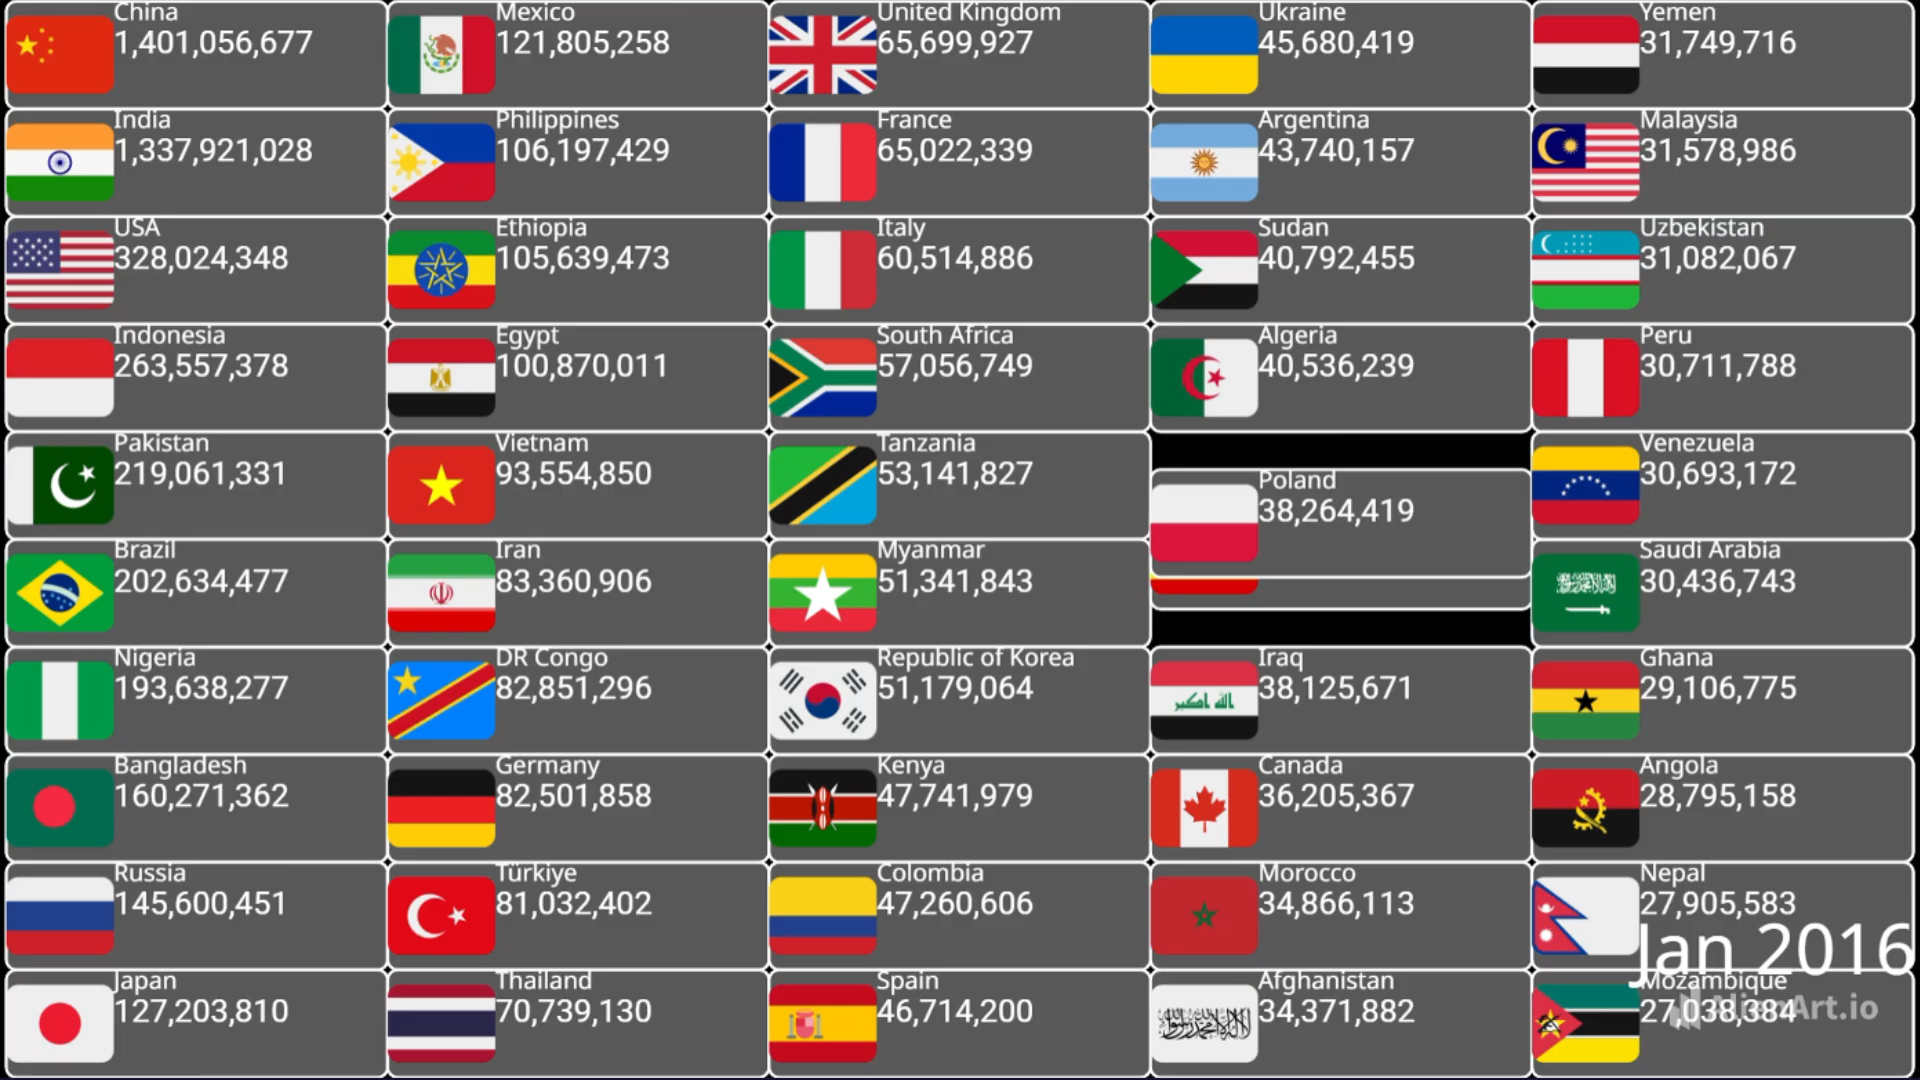 China
1,401,056,677
India
1,337,921,028
USA
328,024,348
Indonesia
263,557,378
Pakistan
219,061,331
Brazil
202,634,477
Nigeria
193,638,277
Bangladesh
160,271,362
Russia
145,600,451
Japan
127,203,810
Mexico
121,805,258
Philippines
106,197,429
Ethiopia
105,639,473
Egypt
100,870,011
Vietnam
93,554,850
Iran
83,360,906
DR Congo
82,851,296
Germany
82,501,858
Türkiye
81,032,402
Thailand
70,739,130
United Kingdom
65,699,927
France
65,022,339
Italy
60,514,886
South Africa
57,056,749
Tanzania
53,141,827
Myanmar
51,341,843
Republic of Korea
51,179,064
Kenya
47,741,979
Colombia
47,260,606
Spain
46,714,200
Ukraine
45,680,419
Argentina
43,740,157
Sudan
40,792,455
Algeria
40,536,239
Poland
38,264,419
Iraq
38,125,671
Canada
36,205,367
Morocco
34,866,113
Afghanistan
34,371,882
Yemen
31,749,716
Malaysia
31,578,986
Uzbekistan
31,082,067
Peru
30,711,788
Venezuela
30,693,172
Saudi Arabia
30,436,743
Ghana
29,106,775
Angola
28,795,158
Nepal
27,905,583
Jan 2016
Mozambique
27,038,384
AlienArt.io